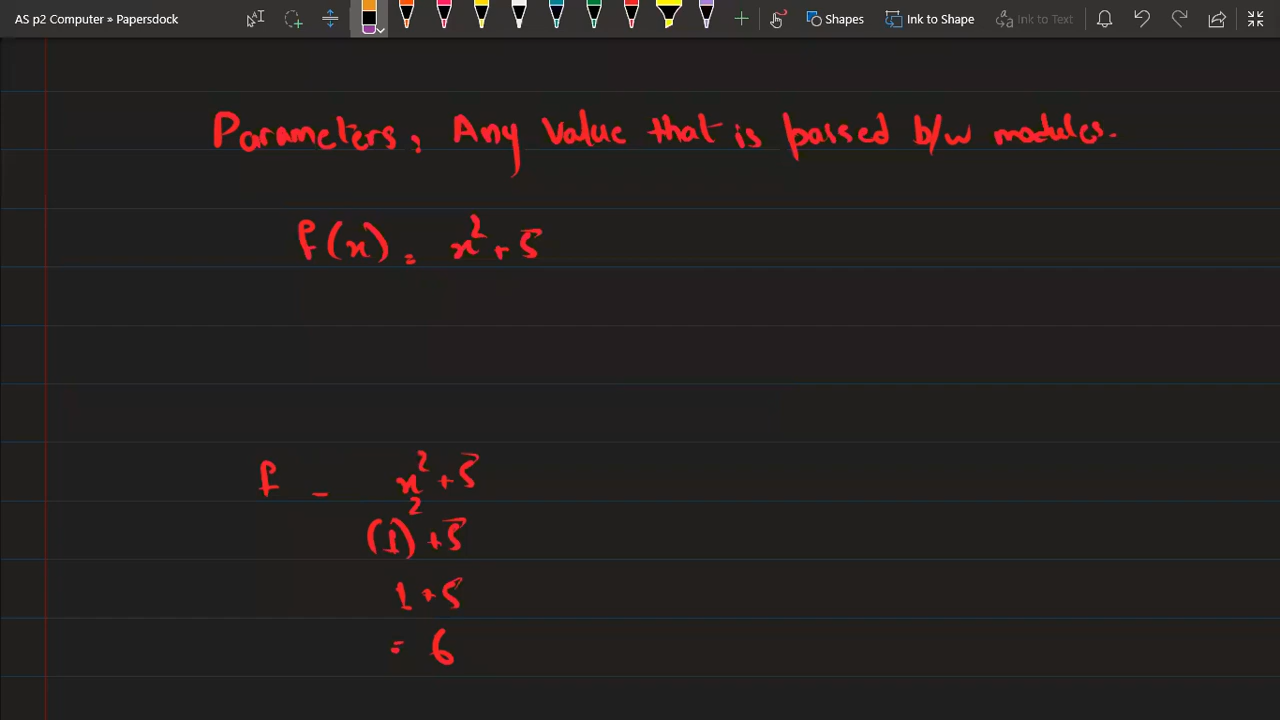 AS p2 Computer » Papersdock
Shapes
Ink to Shape
Ink to Text
Parameters: Any value that is passed b/w modules.
f(x) = x² + 5
f - x² + 5
(1)² + 5
1 + 5
= 6